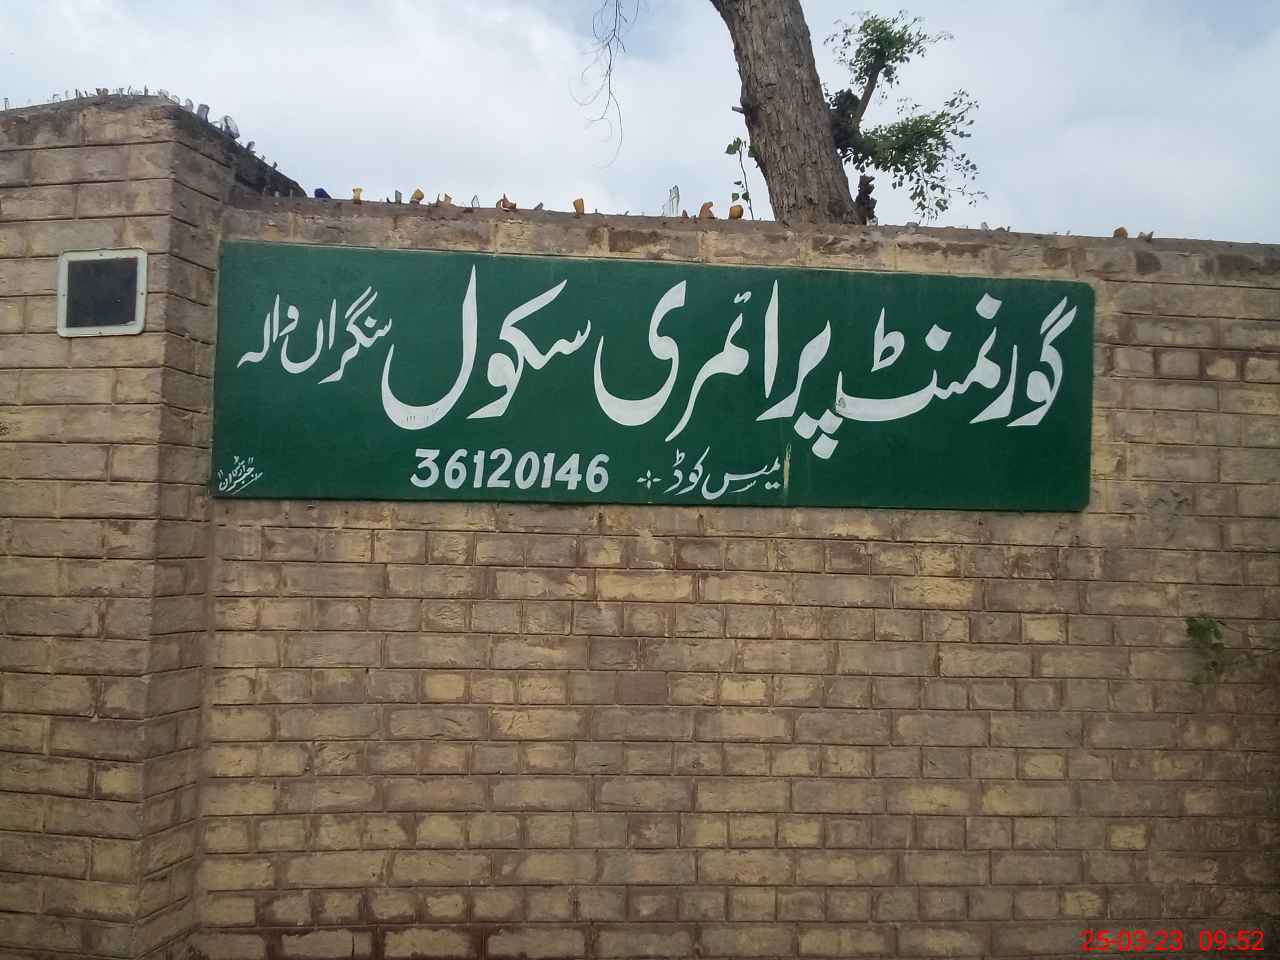 گورنمنٹ پرائمری سکول سنگراں والہ
ایمس کوڈ 36120146
25-03-23 09:52